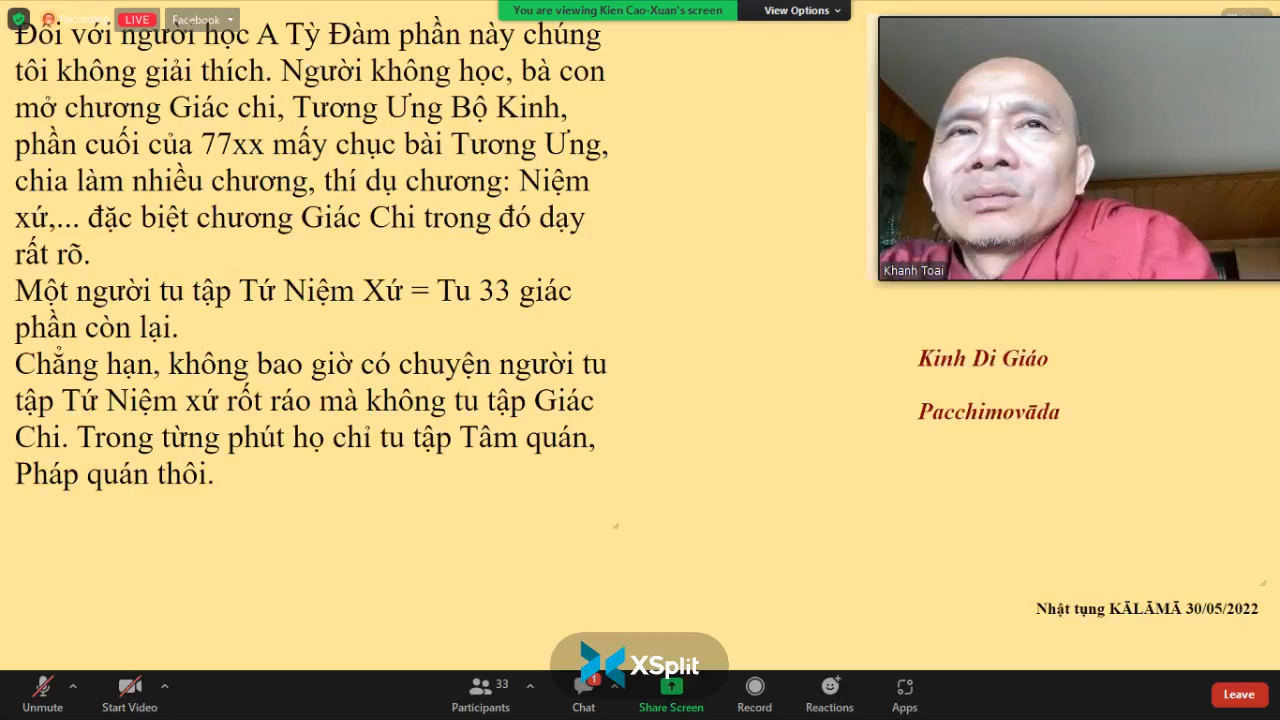 Recording
LIVE
Facebook
You are viewing Kien Cao-Xuan's screen
View Options
Đối với người học A Tỳ Đàm phần này chúng
tôi không giải thích. Người không học, bà con
mở chương Giác chi, Tương Ưng Bộ Kinh,
phần cuối của 77xx mấy chục bài Tương Ưng,
chia làm nhiều chương, thí dụ chương: Niệm
xứ,... đặc biệt chương Giác Chi trong đó dạy
rất rõ.
Một người tu tập Tứ Niệm Xứ = Tu 33 giác
phần còn lại.
Chẳng hạn, không bao giờ có chuyện người tu
tập Tứ Niệm xứ rốt ráo mà không tu tập Giác
Chi. Trong từng phút họ chỉ tu tập Tâm quán,
Pháp quán thôi.
Khanh Toai
Kinh Di Giáo
Pacchimovāda
Nhật tụng KĀLĀMĀ 30/05/2022
XSplit
Unmute
Start Video
33
Participants
1
Chat
Share Screen
Record
Reactions
Apps
Leave